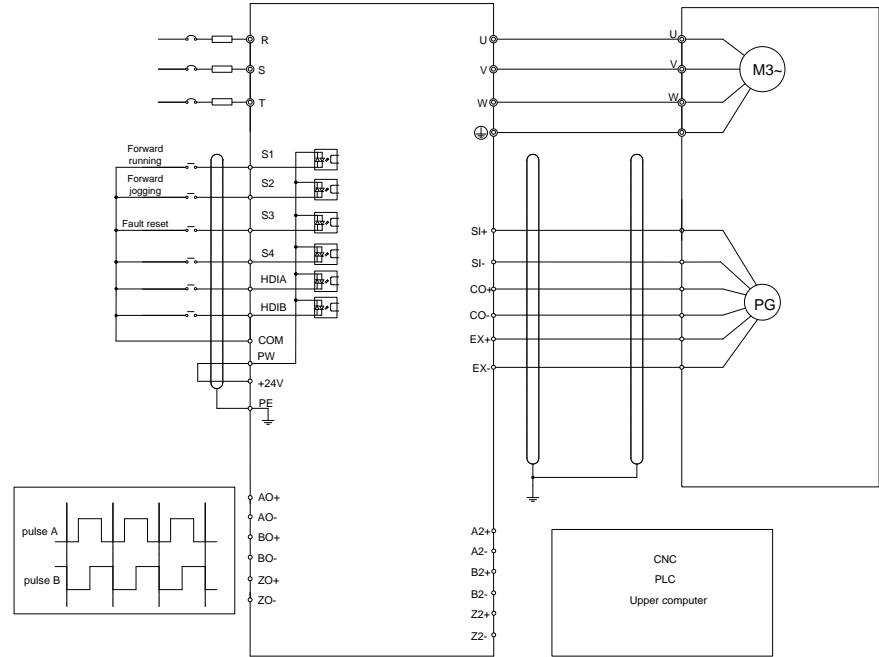 R
S
T
Forward
running
S1
Forward
jogging
S2
Fault reset
S3
S4
HDIA
HDIB
COM
PW
+24V
PE
AO+
AO-
BO+
BO-
ZO+
ZO-
pulse A
pulse B
U
V
W
U
V
W
M3~
SI+
SI-
CO+
CO-
EX+
EX-
PG
A2+
A2-
B2+
B2-
Z2+
Z2-
CNC
PLC
Upper computer